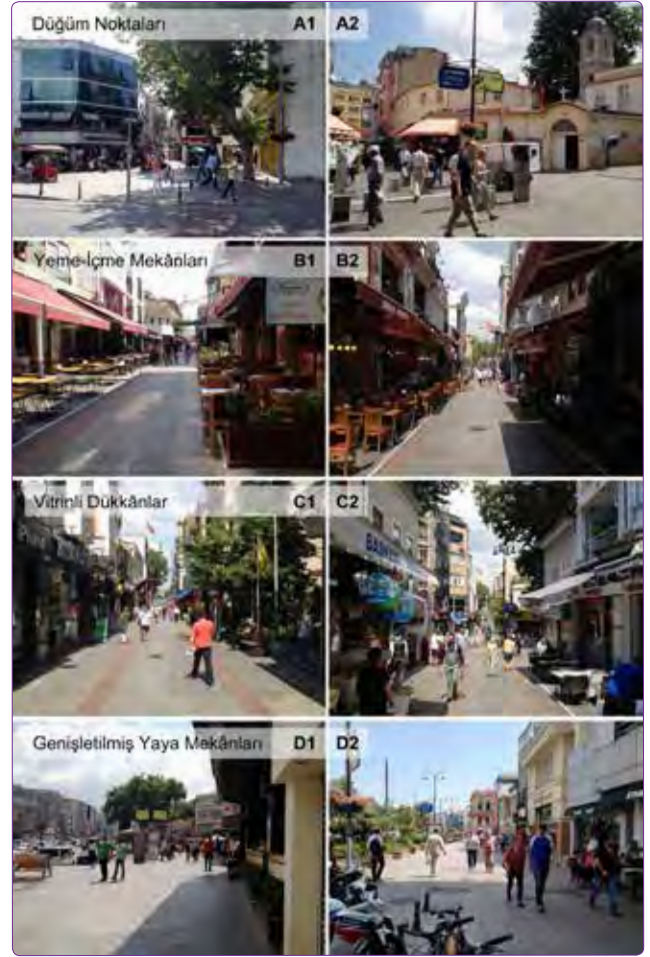 Düğüm Noktaları A1 A2
Yeme-İçme Mekânları B1 B2
Vitrinli Dükkânlar C1 C2
Genişletilmiş Yaya Mekânları D1 D2